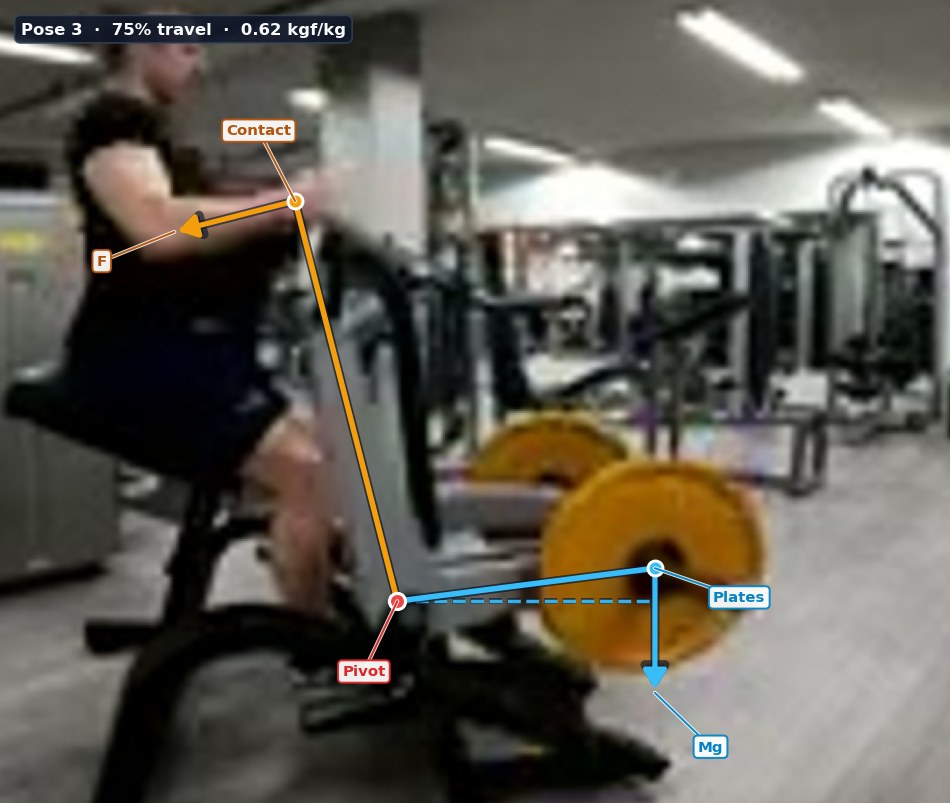 Pose 3 · 75% travel · 0.62 kgf/kg
Contact
F
Plates
Pivot
Mg